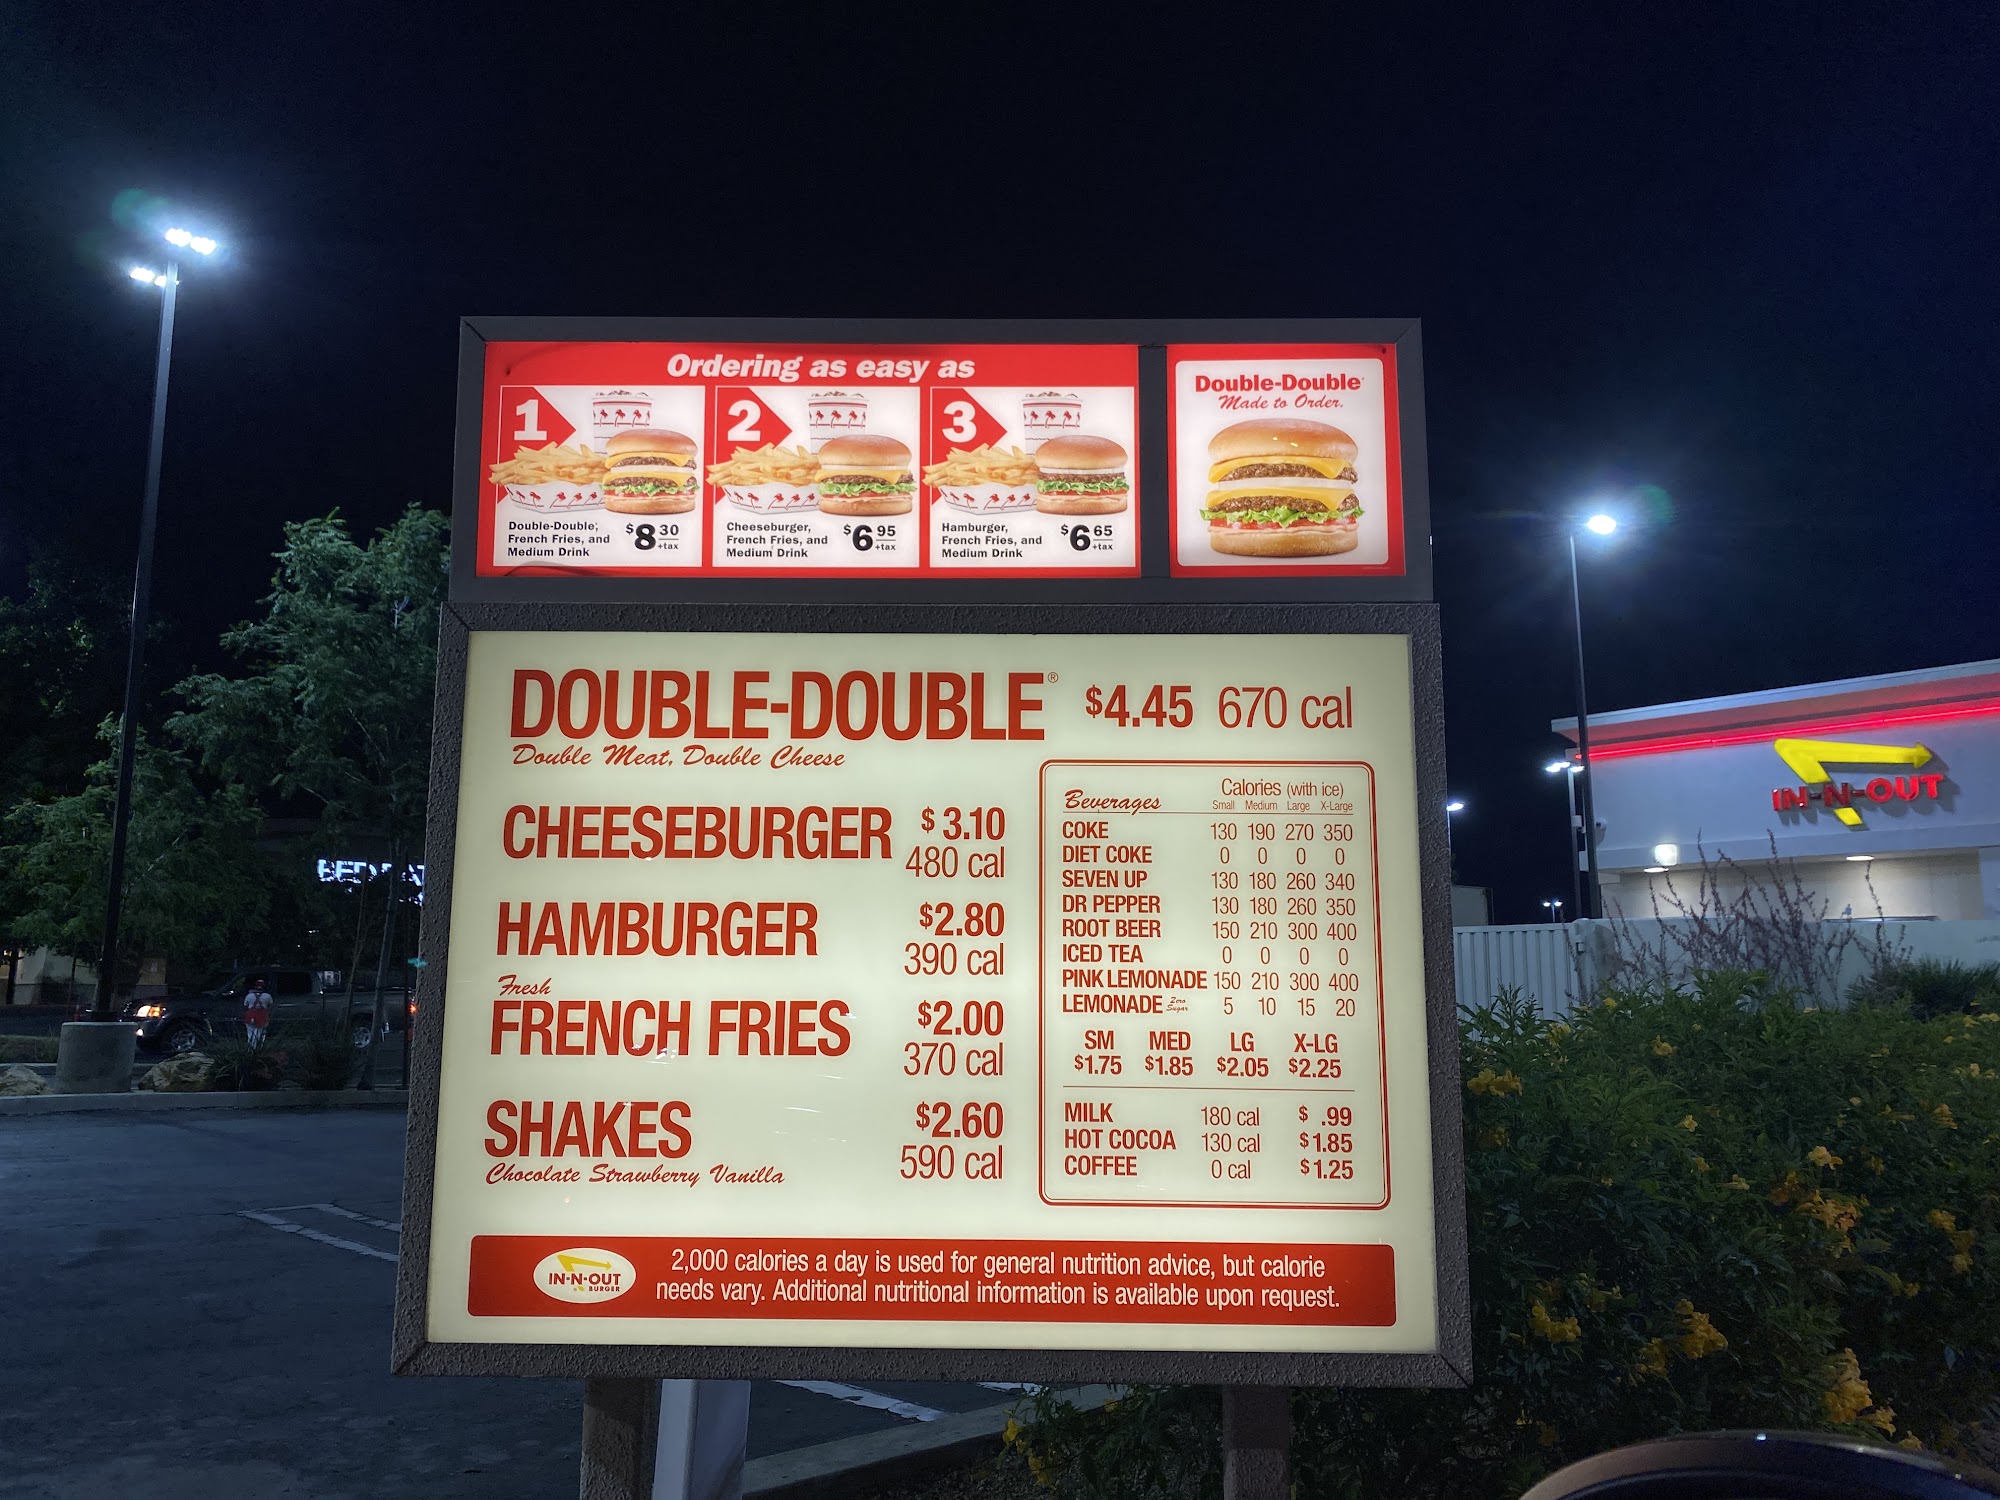 Ordering as easy as
1
Double-Double,
French Fries, and
Medium Drink
$8 30
+tax
2
Cheeseburger,
French Fries, and
Medium Drink
$6 95
+tax
3
Hamburger,
French Fries, and
Medium Drink
$6 65
+tax
Double-Double
Made to Order.
DOUBLE-DOUBLE® $4.45 670 cal
Double Meat, Double Cheese
CHEESEBURGER $3.10
480 cal
HAMBURGER $2.80
390 cal
Fresh
FRENCH FRIES $2.00
370 cal
SHAKES $2.60
590 cal
Chocolate Strawberry Vanilla
Beverages Calories (with ice)
Small Medium Large X-Large
COKE 130 190 270 350
DIET COKE 0 0 0 0
SEVEN UP 130 180 260 340
DR PEPPER 130 180 260 350
ROOT BEER 150 210 300 400
ICED TEA 0 0 0 0
PINK LEMONADE 150 210 300 400
LEMONADE Zero Sugar 5 10 15 20
SM MED LG X-LG
$1.75 $1.85 $2.05 $2.25
MILK 180 cal $ .99
HOT COCOA 130 cal $1.85
COFFEE 0 cal $1.25
IN-N-OUT
BURGER
2,000 calories a day is used for general nutrition advice, but calorie
needs vary. Additional nutritional information is available upon request.
IN-N-OUT
BED